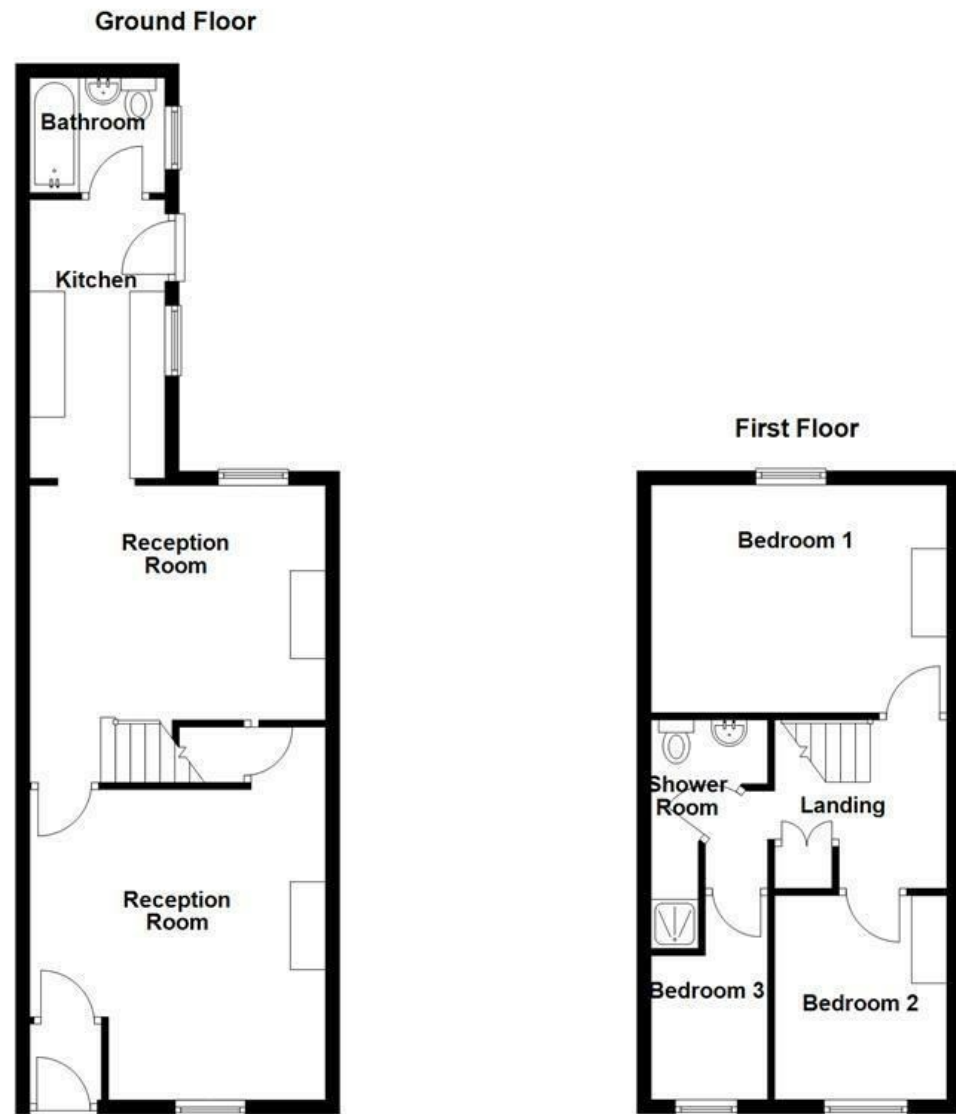 Ground Floor
Bathroom
Kitchen
Reception
Room
Reception
Room
First Floor
Bedroom 1
Shower
Room
Landing
Bedroom 3
Bedroom 2